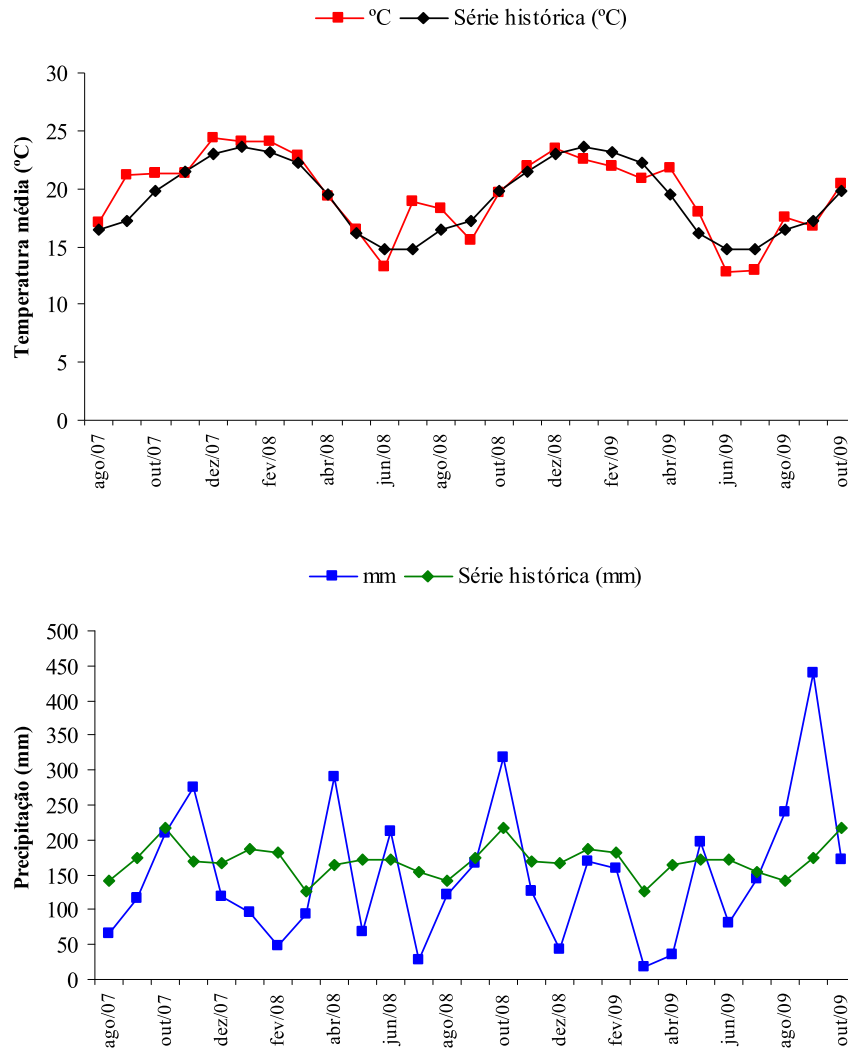 ºC Série histórica (ºC)
Temperatura média (ºC)
30
25
20
15
10
5
0
ago/07
out/07
dez/07
fev/08
abr/08
jun/08
ago/08
out/08
dez/08
fev/09
abr/09
jun/09
ago/09
out/09
mm Série histórica (mm)
Precipitação (mm)
500
450
400
350
300
250
200
150
100
50
0
ago/07
out/07
dez/07
fev/08
abr/08
jun/08
ago/08
out/08
dez/08
fev/09
abr/09
jun/09
ago/09
out/09